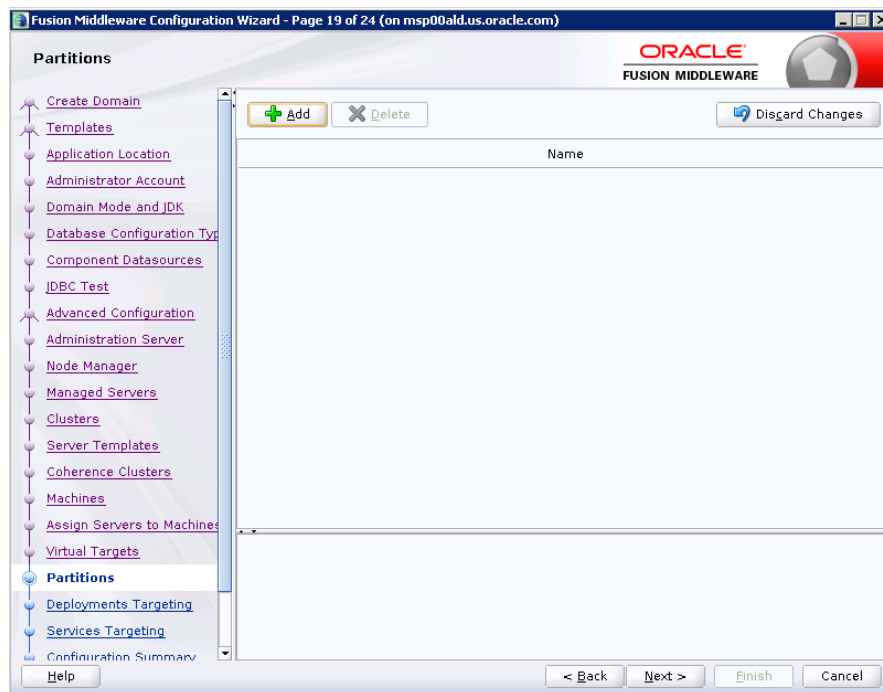 Fusion Middleware Configuration Wizard - Page 19 of 24 (on msp00ald.us.oracle.com)
Partitions
ORACLE
FUSION MIDDLEWARE
Create Domain
Templates
Application Location
Administrator Account
Domain Mode and JDK
Database Configuration Typ
Component Datasources
JDBC Test
Advanced Configuration
Administration Server
Node Manager
Managed Servers
Clusters
Server Templates
Coherence Clusters
Machines
Assign Servers to Machines
Virtual Targets
Partitions
Deployments Targeting
Services Targeting
Configuration Summary
Add
Delete
Discard Changes
Name
Help
< Back
Next >
Finish
Cancel